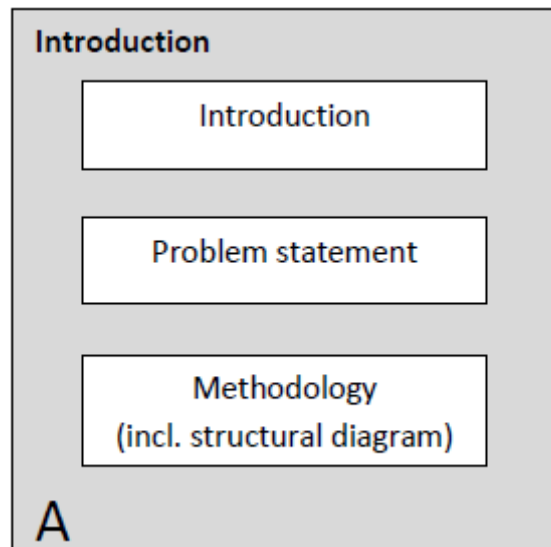 Introduction
Introduction
Problem statement
Methodology
(incl. structural diagram)
A